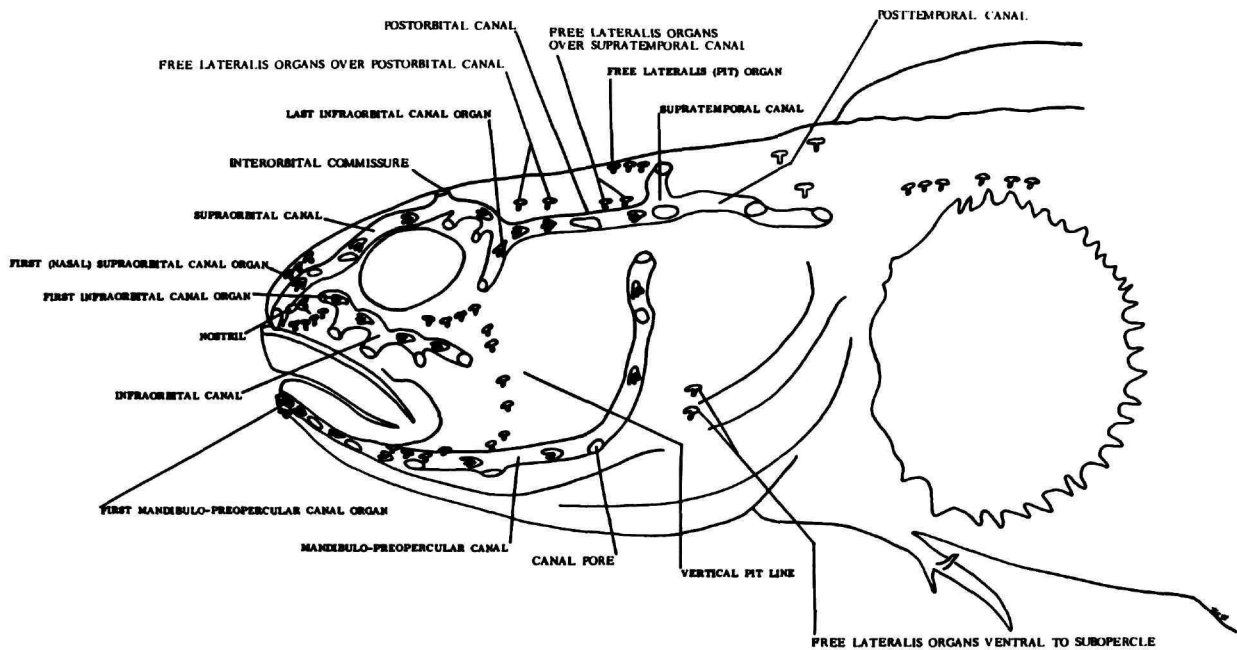 POSTTEMPORAL CANAL
POSTORBITAL CANAL
FREE LATERALIS ORGANS
OVER SUPRATEMPORAL CANAL
FREE LATERALIS ORGANS OVER POSTORBITAL CANAL
FREE LATERALIS (PIT) ORGAN
LAST INFRAORBITAL CANAL ORGAN
SUPRATEMPORAL CANAL
INTERORBITAL COMMISSURE
SUPRAORBITAL CANAL
FIRST (NASAL) SUPRAORBITAL CANAL ORGAN
FIRST INFRAORBITAL CANAL ORGAN
NOSTRIL
INFRAORBITAL CANAL
FIRST MANDIBULO-PREOPERCULAR CANAL ORGAN
MANDIBULO-PREOPERCULAR CANAL
CANAL PORE
VERTICAL PIT LINE
FREE LATERALIS ORGANS VENTRAL TO SUBOPERCLE